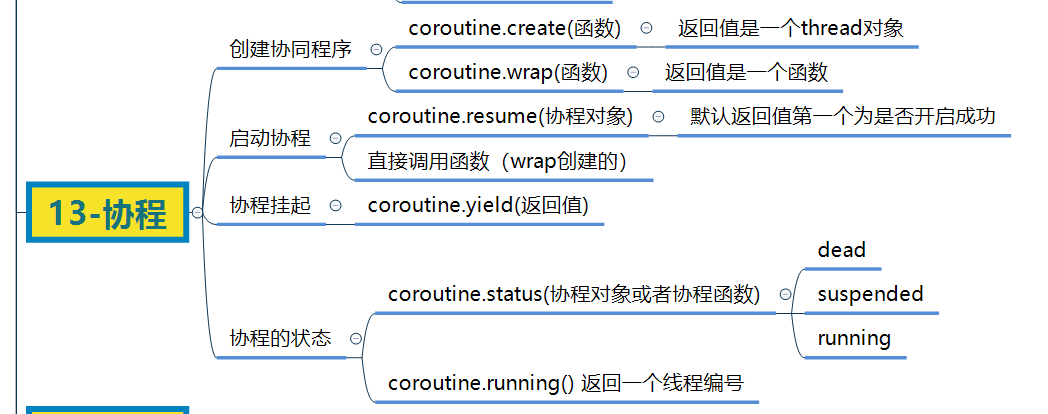 13-协程
创建协同程序
coroutine.create(函数)
返回值是一个thread对象
coroutine.wrap(函数)
返回值是一个函数
启动协程
coroutine.resume(协程对象)
默认返回值第一个为是否开启成功
直接调用函数（wrap创建的）
协程挂起
coroutine.yield(返回值)
协程的状态
coroutine.status(协程对象或者协程函数)
dead
suspended
running
coroutine.running() 返回一个线程编号